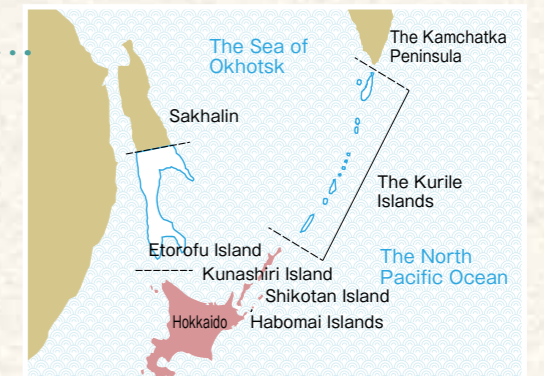 The Sea of
Okhotsk
The Kamchatka
Peninsula
Sakhalin
The Kurile
Islands
Etorofu Island
The North
Pacific Ocean
Kunashiri Island
Shikotan Island
Hokkaido
Habomai Islands